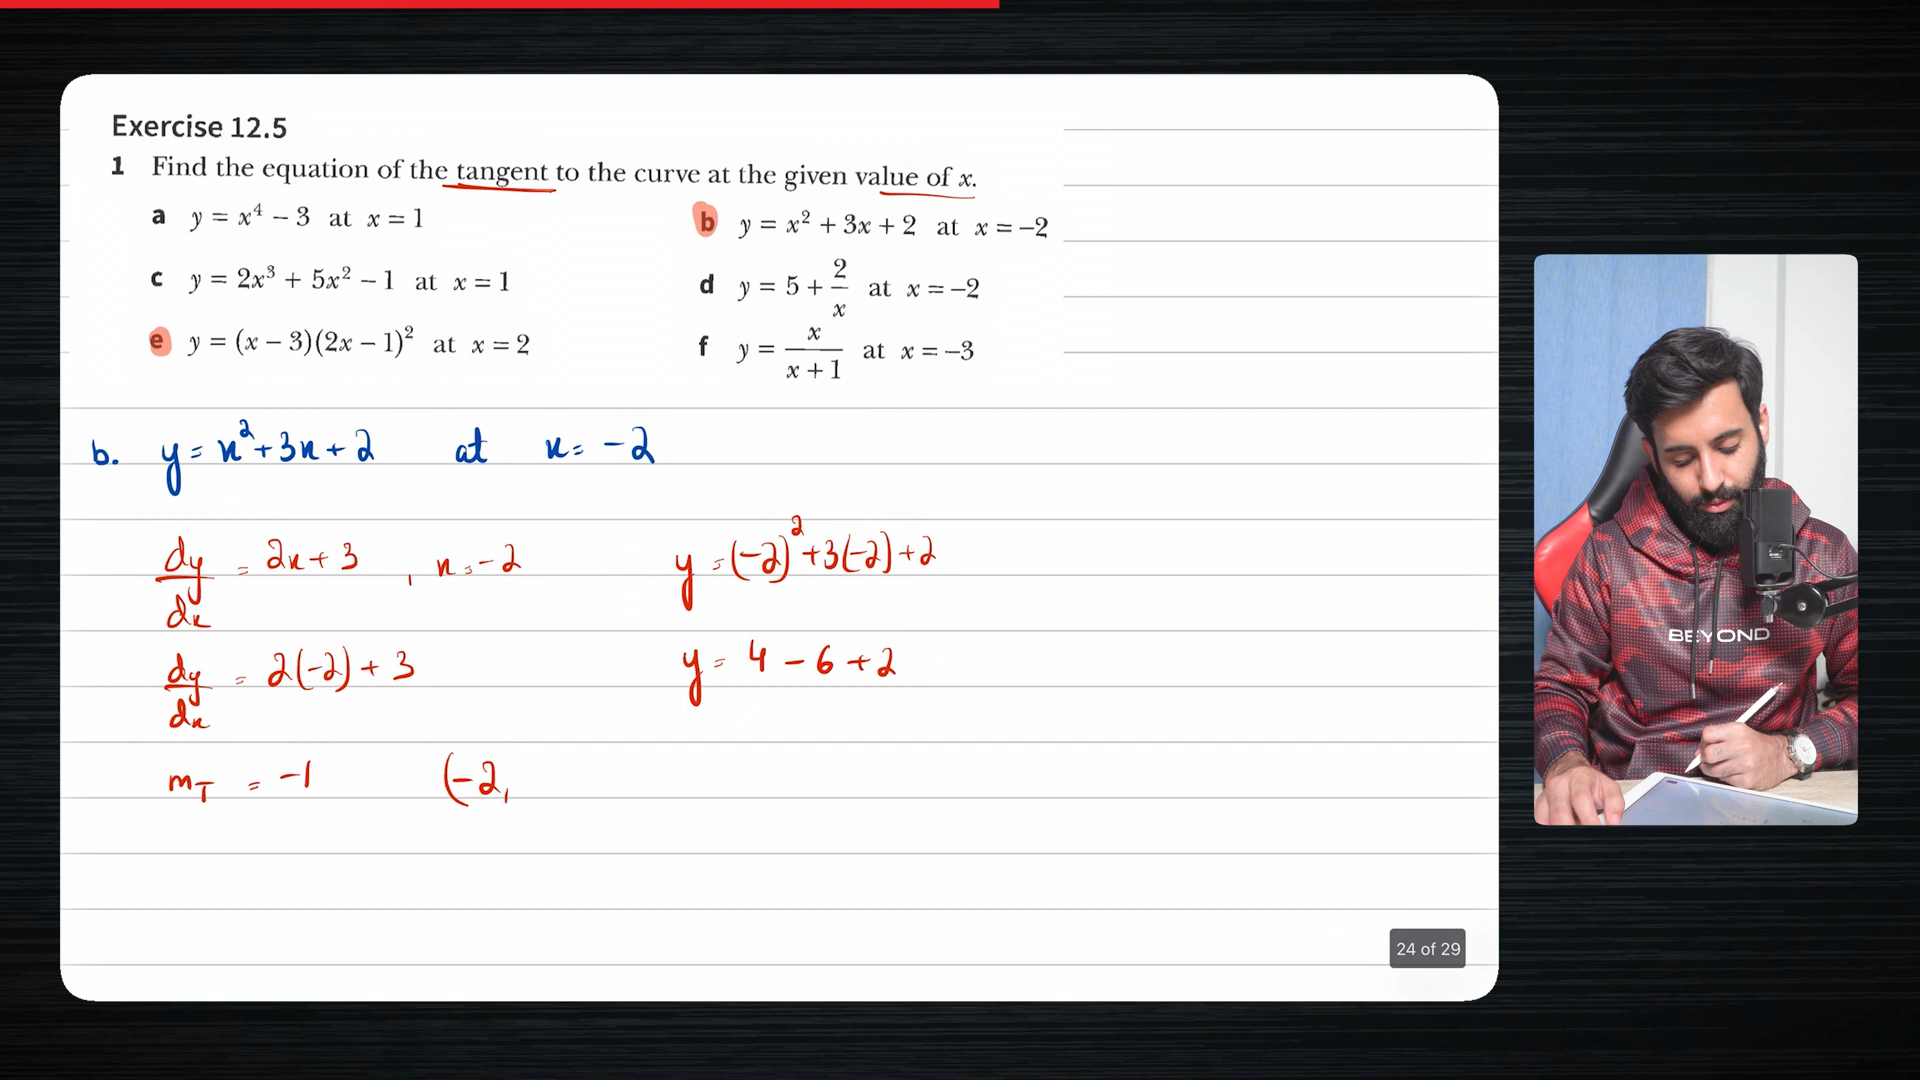 Exercise 12.5
1 Find the equation of the tangent to the curve at the given value of x.
a y = x⁴ − 3 at x = 1
b y = x² + 3x + 2 at x = −2
c y = 2x³ + 5x² − 1 at x = 1
d y = 5 + 2/x at x = −2
e y = (x − 3)(2x − 1)² at x = 2
f y = x/(x + 1) at x = −3
b. y = x² + 3x + 2 at x = −2
dy/dx = 2x + 3 , x = −2
y = (−2)² + 3(−2) + 2
dy/dx = 2(−2) + 3
y = 4 − 6 + 2
m_T = −1 (−2,
24 of 29
BEYOND